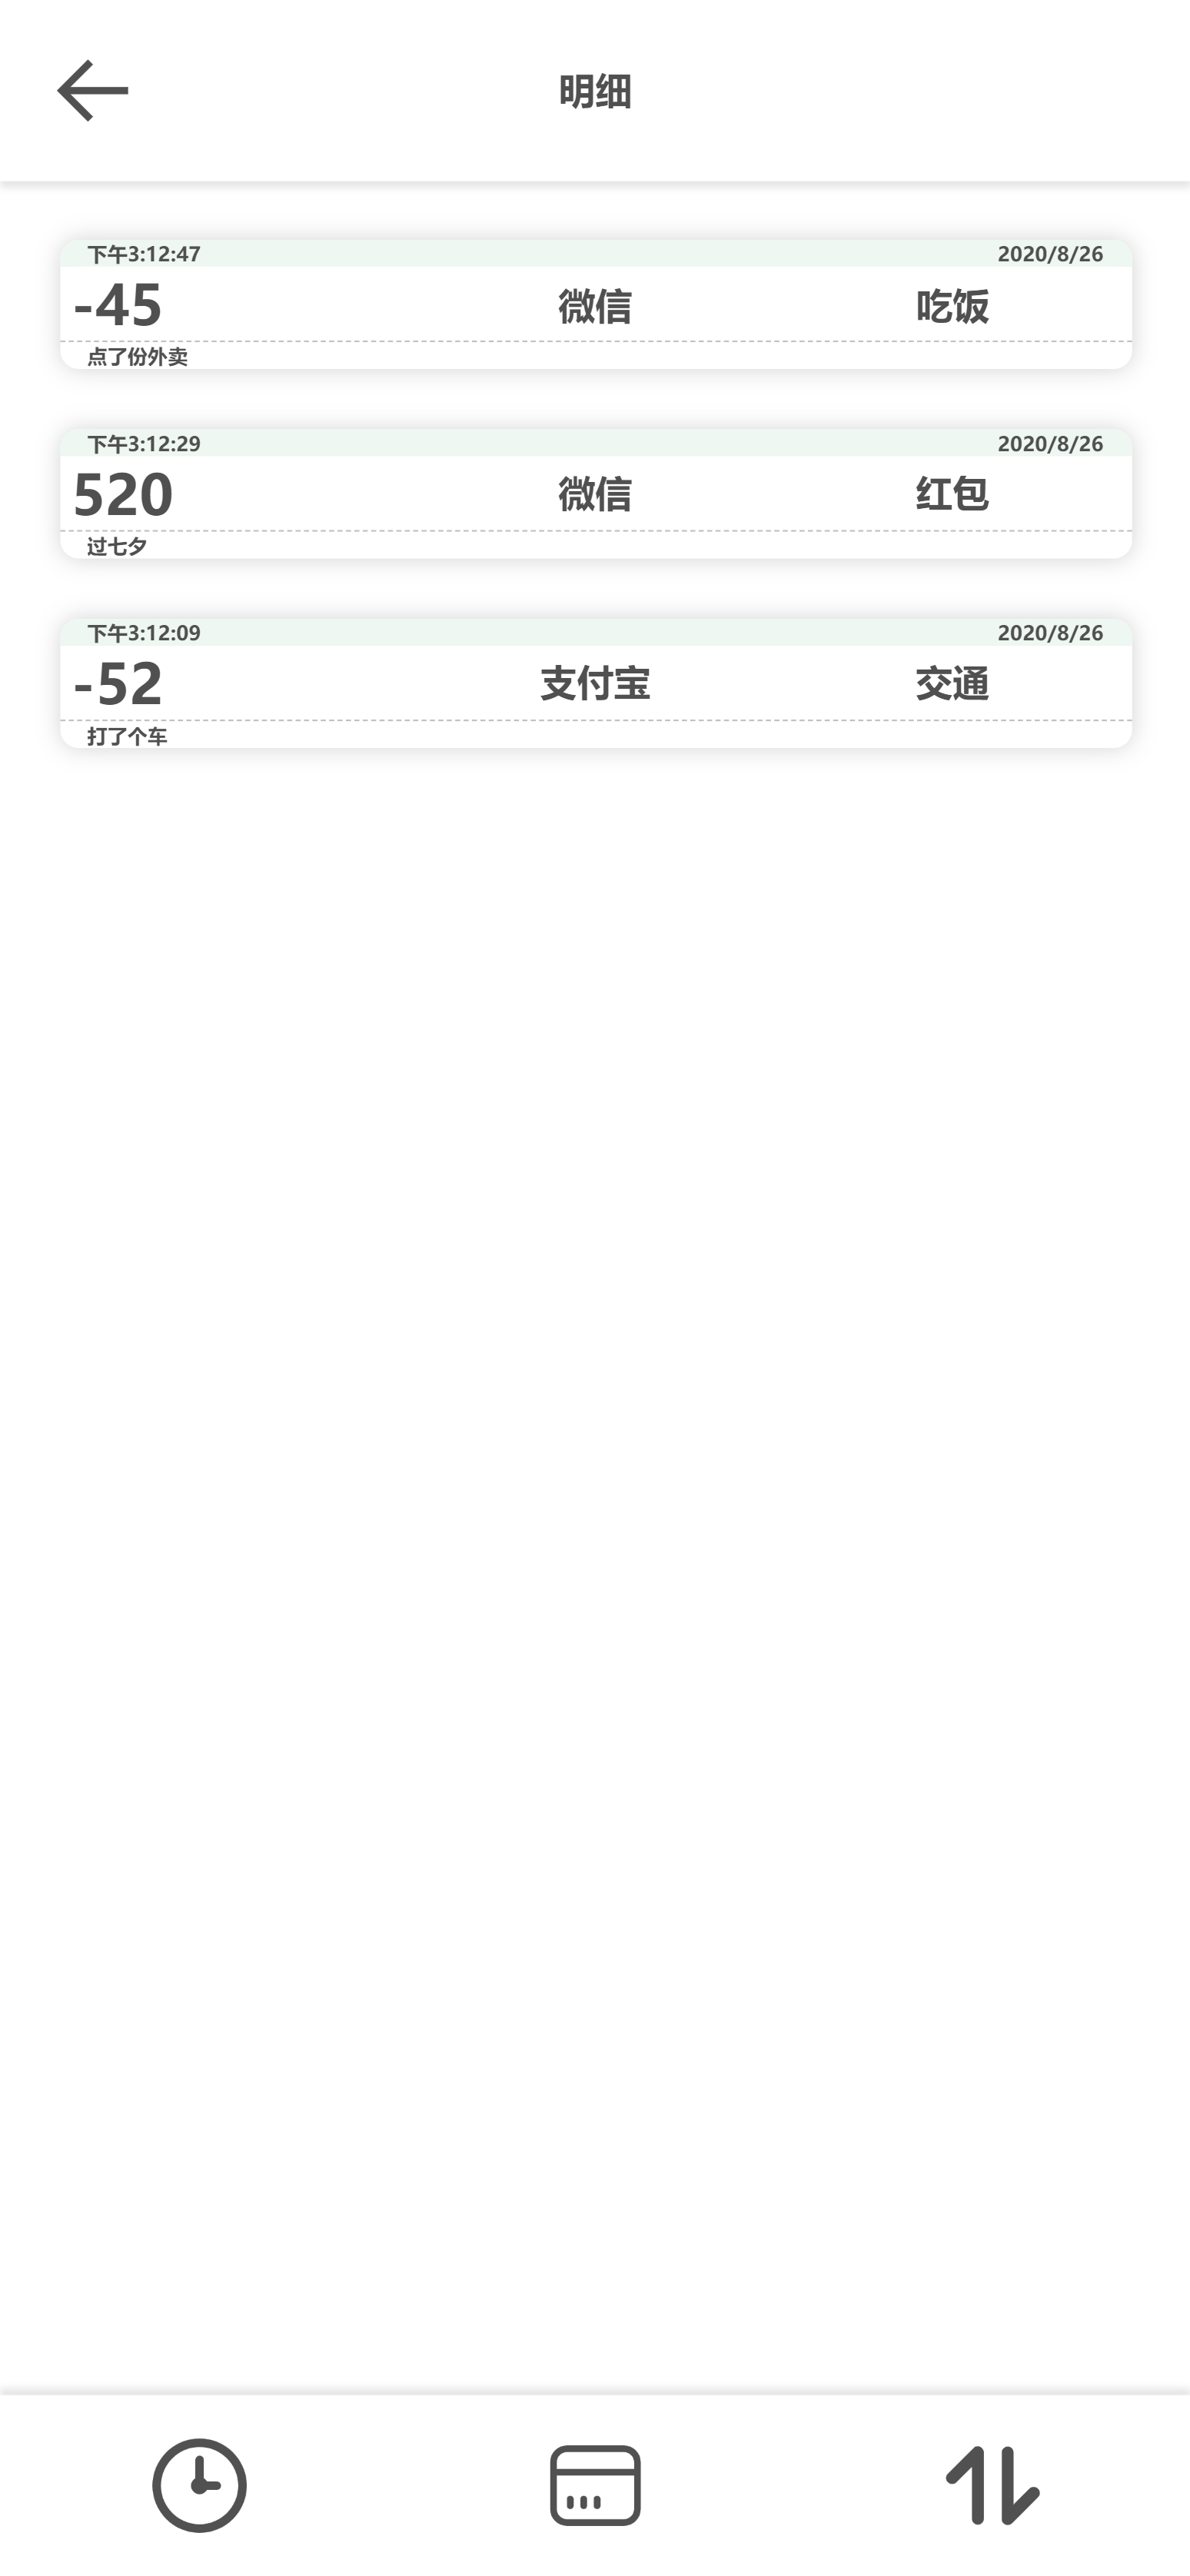 明细
下午3:12:47 2020/8/26
-45 微信 吃饭
点了份外卖
下午3:12:29 2020/8/26
520 微信 红包
过七夕
下午3:12:09 2020/8/26
-52 支付宝 交通
打了个车